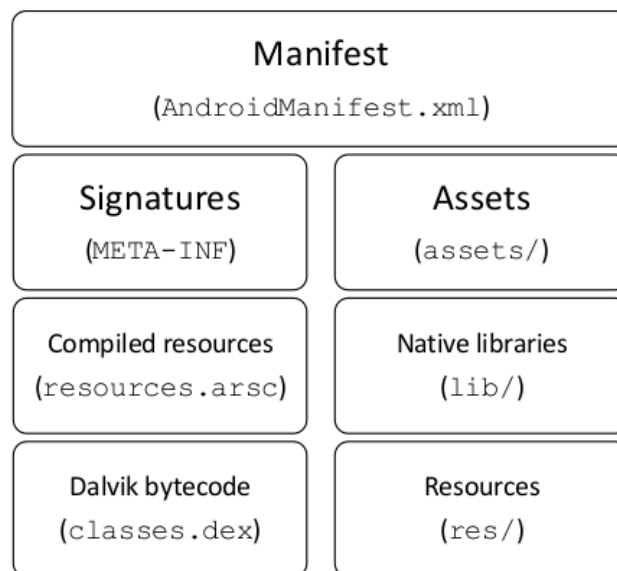 Manifest
(AndroidManifest.xml)
Signatures
(META-INF)
Assets
(assets/)
Compiled resources
(resources.arsc)
Native libraries
(lib/)
Dalvik bytecode
(classes.dex)
Resources
(res/)